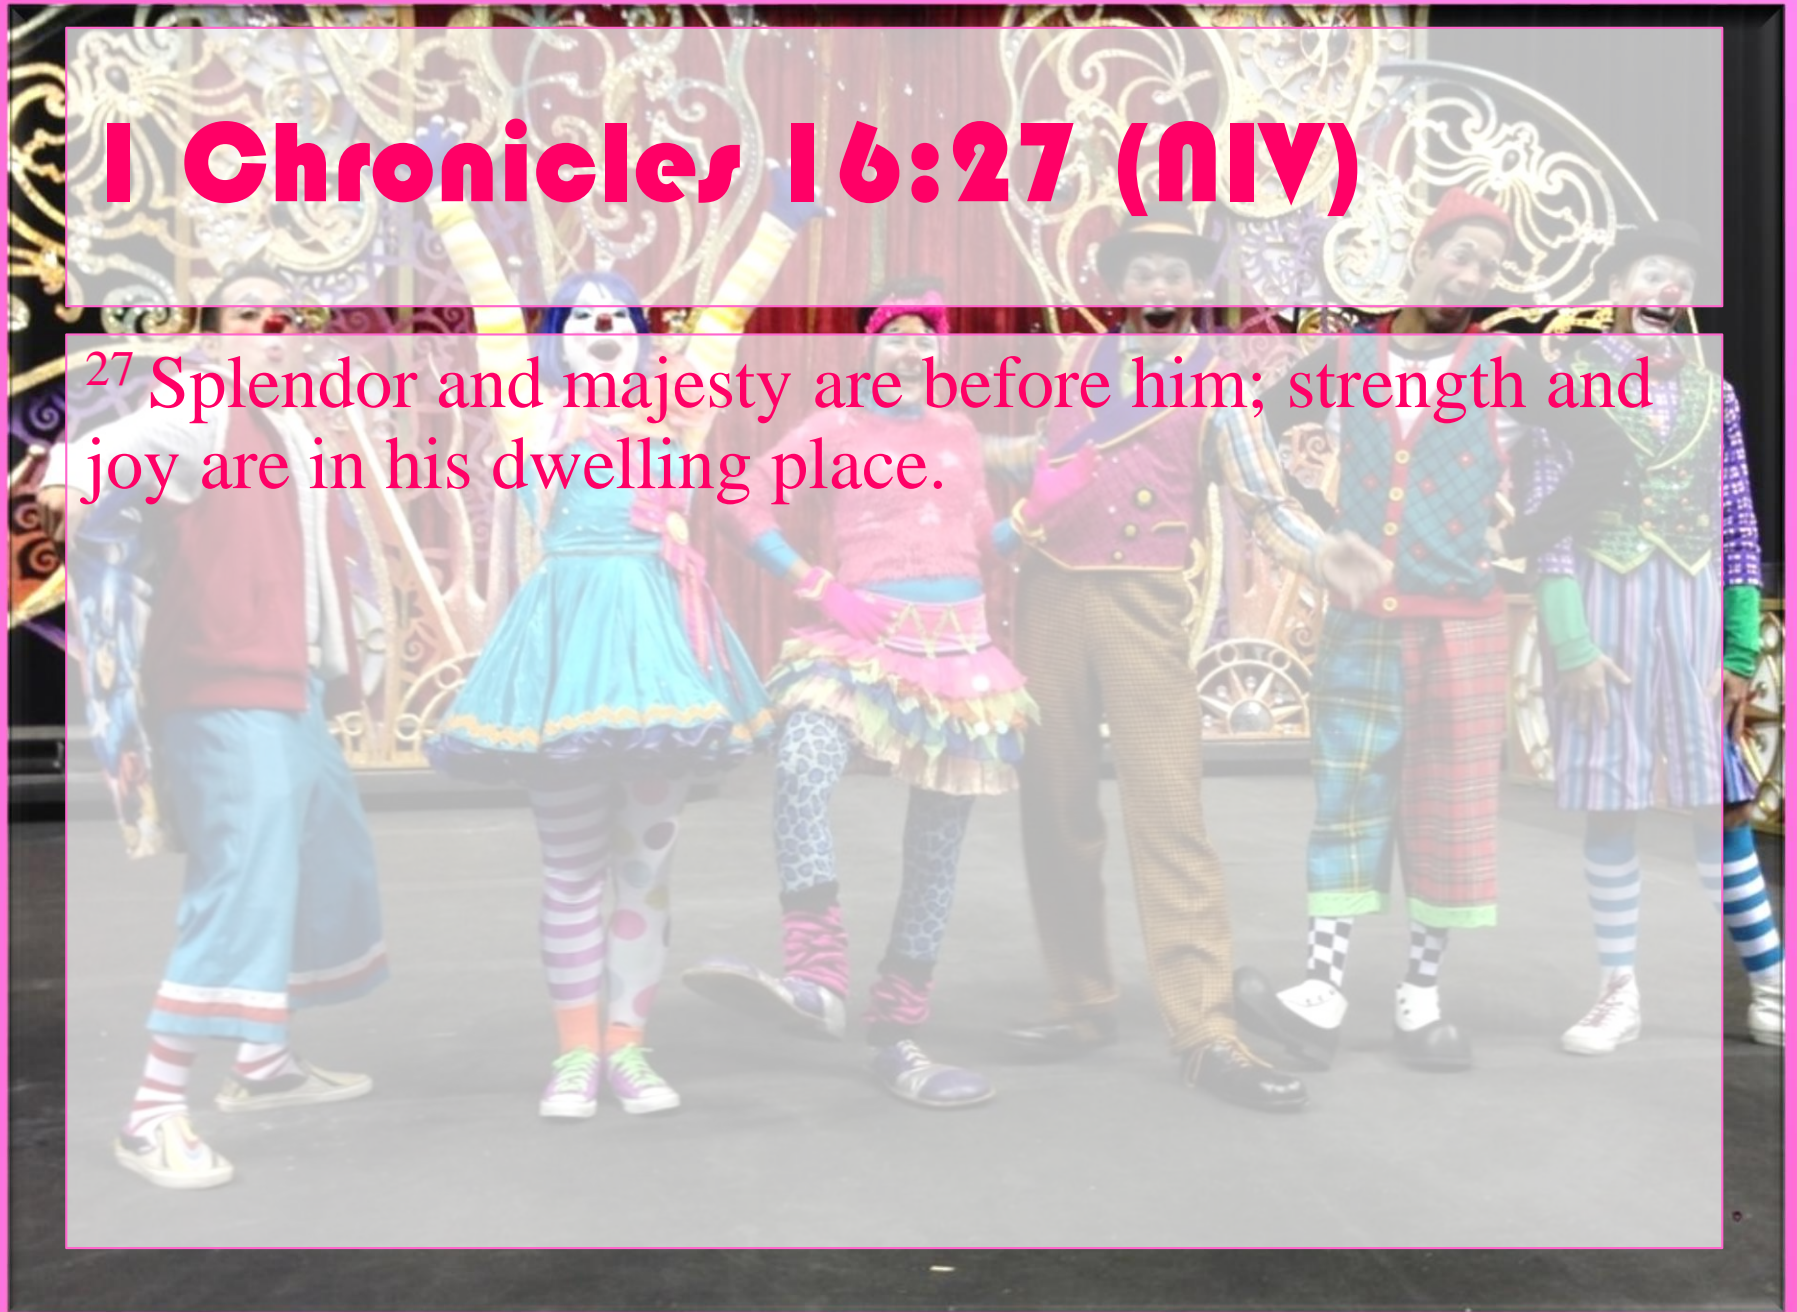 1 Chronicles 16:27 (NIV)
27 Splendor and majesty are before him; strength and
joy are in his dwelling place.